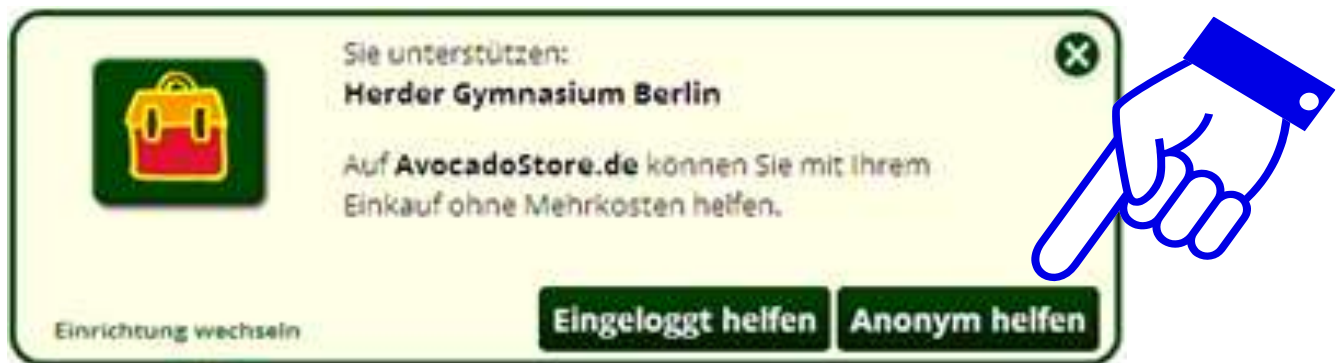 Sie unterstützen:
Herder Gymnasium Berlin
Auf AvocadoStore.de können Sie mit Ihrem
Einkauf ohne Mehrkosten helfen.
Einrichtung wechseln
Eingeloggt helfen
Anonym helfen